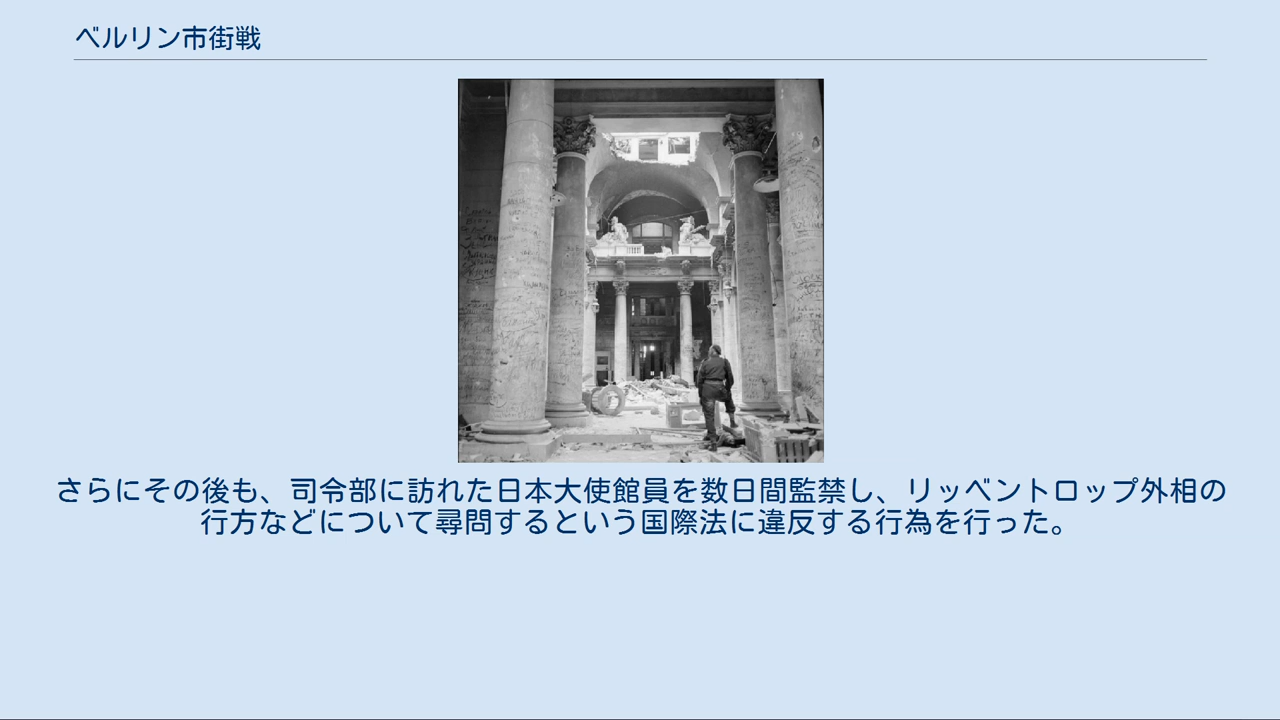 ベルリン市街戦
さらにその後も、司令部に訪れた日本大使館員を数日間監禁し、リッベントロップ外相の
行方などについて尋問するという国際法に違反する行為を行った。